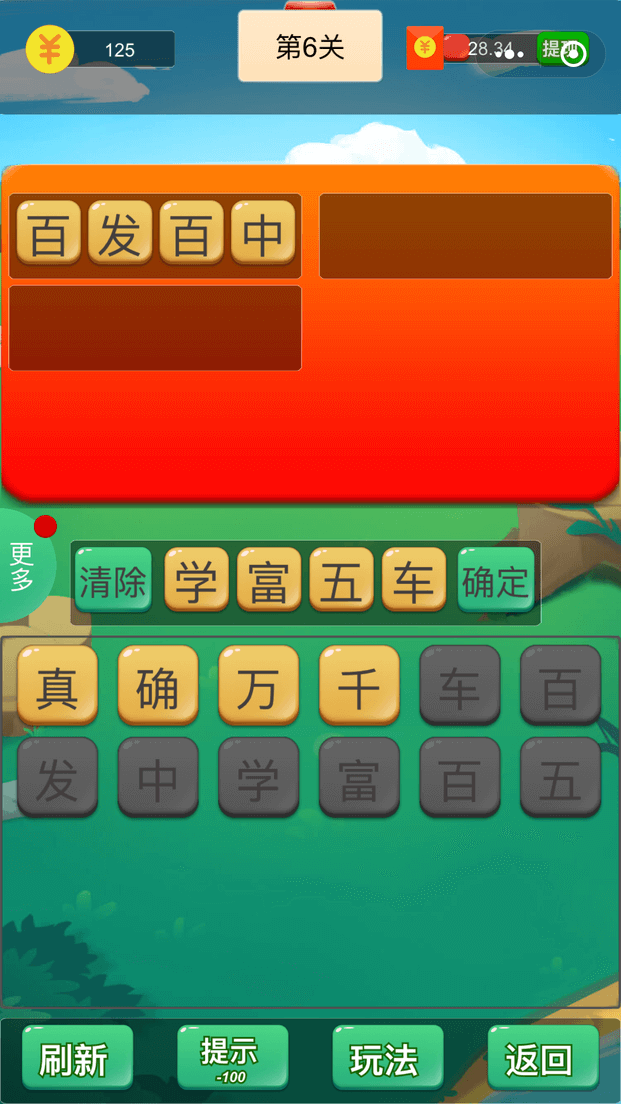 125
第6关
28.34
提现
百发百中
更多
清除 学富五车 确定
真确万千车百
发中学富百五
刷新
提示
-100
玩法
返回